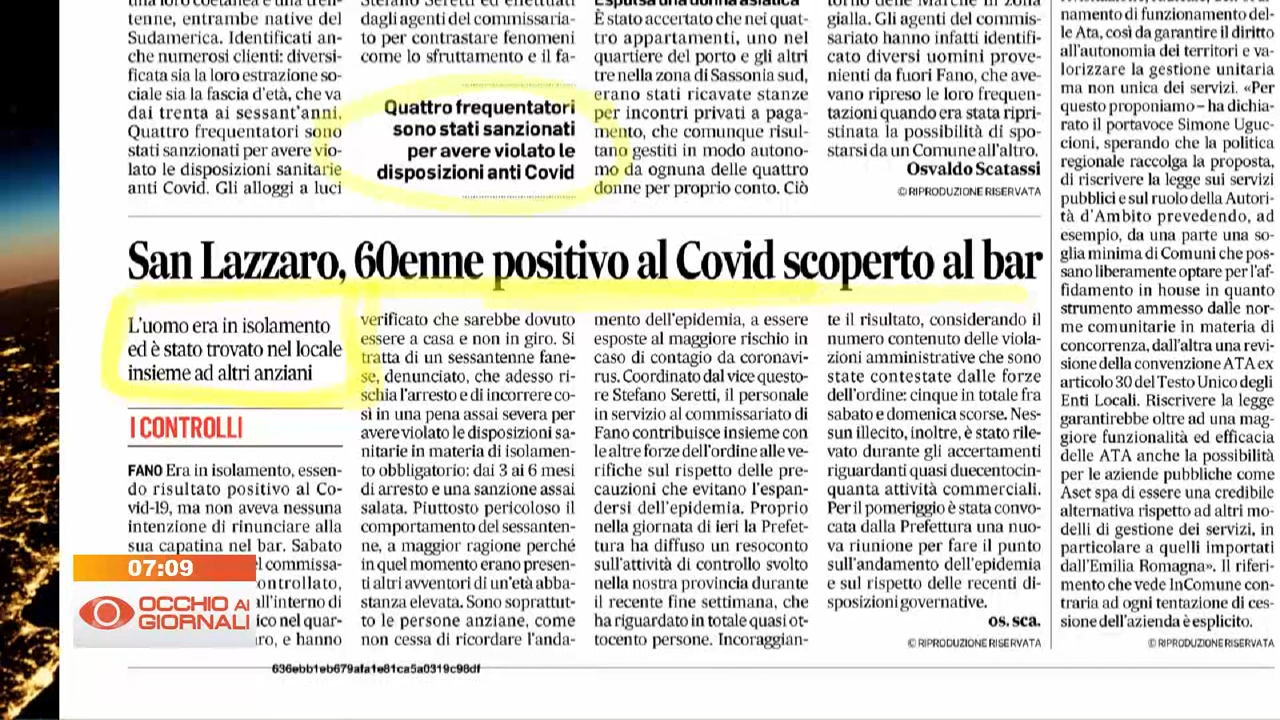 tenne, entrambe native del
Sudamerica. Identificati an-
che numerosi clienti: diversi-
ficata sia la loro estrazione so-
ciale sia la fascia d'età, che va
dai trenta ai sessant'anni.
Quattro frequentatori sono
stati sanzionati per avere vio-
lato le disposizioni sanitarie
anti Covid. Gli alloggi a luci
dagli agenti del commissaria-
to per contrastare fenomeni
come lo sfruttamento e il fa-
Quattro frequentatori
sono stati sanzionati
per avere violato le
disposizioni anti Covid
È stato accertato che nei quat-
tro appartamenti, uno nel
quartiere del porto e gli altri
tre nella zona di Sassonia sud,
erano stati ricavate stanze
per incontri privati a paga-
mento, che comunque risul-
tano gestiti in modo autono-
mo da ognuna delle quattro
donne per proprio conto. Ciò
gialla. Gli agenti del commis-
sariato hanno infatti identifi-
cato diversi uomini prove-
nienti da fuori Fano, che ave-
vano ripreso le loro frequen-
tazioni quando era stata ripri-
stinata la possibilità di spo-
starsi da un Comune all'altro.
Osvaldo Scatassi
© RIPRODUZIONE RISERVATA
San Lazzaro, 60enne positivo al Covid scoperto al bar
L'uomo era in isolamento
ed è stato trovato nel locale
insieme ad altri anziani
I CONTROLLI
FANO Era in isolamento, essen-
do risultato positivo al Co-
vid-19, ma non aveva nessuna
intenzione di rinunciare alla
sua capatina nel bar. Sabato
l commissa-
ontrollato,
all'interno di
ico nel quar-
ro, e hanno
verificato che sarebbe dovuto
essere a casa e non in giro. Si
tratta di un sessantenne fane-
se, denunciato, che adesso ri-
schia l'arresto e di incorrere co-
sì in una pena assai severa per
avere violato le disposizioni sa-
nitarie in materia di isolamen-
to obbligatorio: dai 3 ai 6 mesi
di arresto e una sanzione assai
salata. Piuttosto pericoloso il
comportamento del sessanten-
ne, a maggior ragione perché
in quel momento erano presen-
ti altri avventori di un'età abba-
stanza elevata. Sono soprattut-
to le persone anziane, come
non cessa di ricordare l'anda-
mento dell'epidemia, a essere
esposte al maggiore rischio in
caso di contagio da coronavi-
rus. Coordinato dal vice questo-
re Stefano Seretti, il personale
in servizio al commissariato di
Fano contribuisce insieme con
le altre forze dell'ordine alle ve-
rifiche sul rispetto delle pre-
cauzioni che evitano l'espan-
dersi dell'epidemia. Proprio
nella giornata di ieri la Prefet-
tura ha diffuso un resoconto
sull'attività di controllo svolto
nella nostra provincia durante
il recente fine settimana, che
ha riguardato in totale quasi ot-
tocento persone. Incoraggian-
te il risultato, considerando il
numero contenuto delle viola-
zioni amministrative che sono
state contestate dalle forze
dell'ordine: cinque in totale fra
sabato e domenica scorse. Nes-
sun illecito, inoltre, è stato rile-
vato durante gli accertamenti
riguardanti quasi duecentocin-
quanta attività commerciali.
Per il pomeriggio è stata convo-
cata dalla Prefettura una nuo-
va riunione per fare il punto
sull'andamento dell'epidemia
e sul rispetto delle recenti di-
sposizioni governative.
os. sca.
© RIPRODUZIONE RISERVATA
namento di funzionamento del-
le Ata, così da garantire il diritto
all'autonomia dei territori e va-
lorizzare la gestione unitaria
ma non unica dei servizi. «Per
questo proponiamo – ha dichia-
rato il portavoce Simone Uguc-
cioni, sperando che la politica
regionale raccolga la proposta,
di riscrivere la legge sui servizi
pubblici e sul ruolo della Autori-
tà d'Ambito prevedendo, ad
esempio, da una parte una so-
glia minima di Comuni che pos-
sano liberamente optare per l'af-
fidamento in house in quanto
strumento ammesso dalle nor-
me comunitarie in materia di
concorrenza, dall'altra una revi-
sione della convenzione ATA ex
articolo 30 del Testo Unico degli
Enti Locali. Riscrivere la legge
garantirebbe oltre ad una mag-
giore funzionalità ed efficacia
delle ATA anche la possibilità
per le aziende pubbliche come
Aset spa di essere una credibile
alternativa rispetto ad altri mo-
delli di gestione dei servizi, in
particolare a quelli importati
dall'Emilia Romagna». Il riferi-
mento che vede InComune con-
traria ad ogni tentazione di ces-
sione dell'azienda è esplicito.
© RIPRODUZIONE RISERVATA
07:09
OCCHIO AI
GIORNALI
636ebb1eb679afa1e81ca5a0319c98df